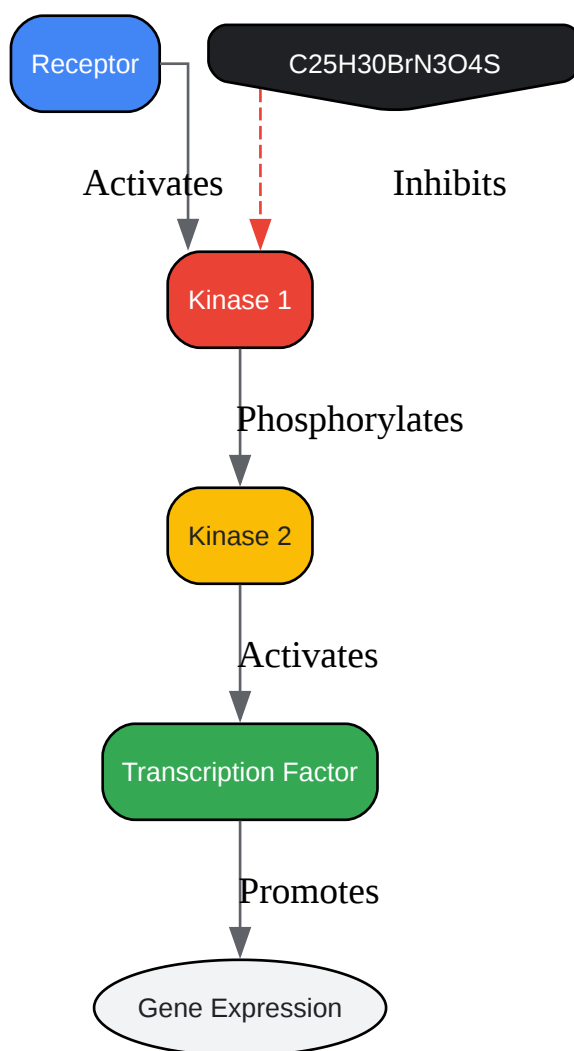 Receptor
C25H30BrN3O4S
Activates
Inhibits
Kinase 1
Phosphorylates
Kinase 2
Activates
Transcription Factor
Promotes
Gene Expression